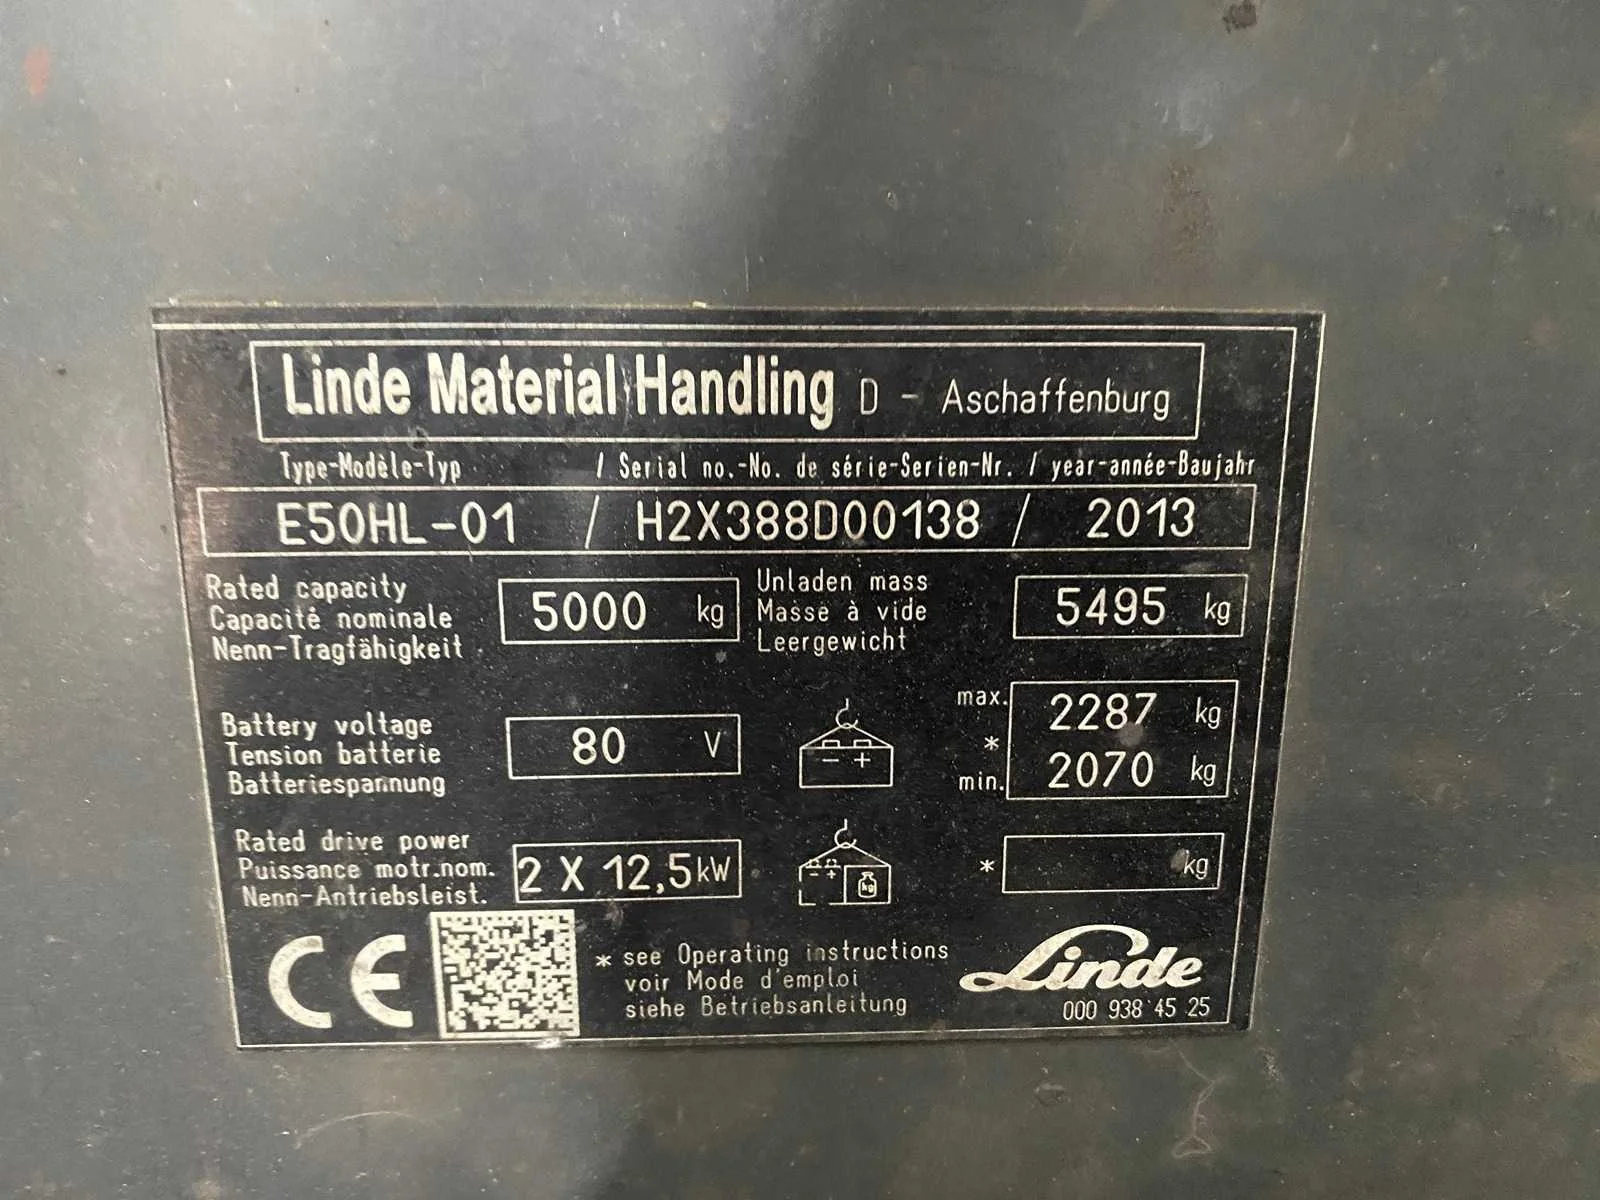 Linde Material Handling D - Aschaffenburg
Type-Modèle-Typ / Serial no.-No. de série-Serien-Nr. / year-année-Baujahr
E50HL-01 / H2X388D00138 / 2013
Rated capacity
Capacité nominale
Nenn-Tragfähigkeit
5000 kg
Unladen mass
Masse à vide
Leergewicht
5495 kg
Battery voltage
Tension batterie
Batteriespannung
80 V
- +
max. 2287 kg
*
min. 2070 kg
Rated drive power
Puissance motr.nom.
Nenn-Antriebsleist.
2 X 12,5kW
- +
kg
* kg
CE
* see Operating instructions
voir Mode d'emploi
siehe Betriebsanleitung
Linde
000 938 45 25